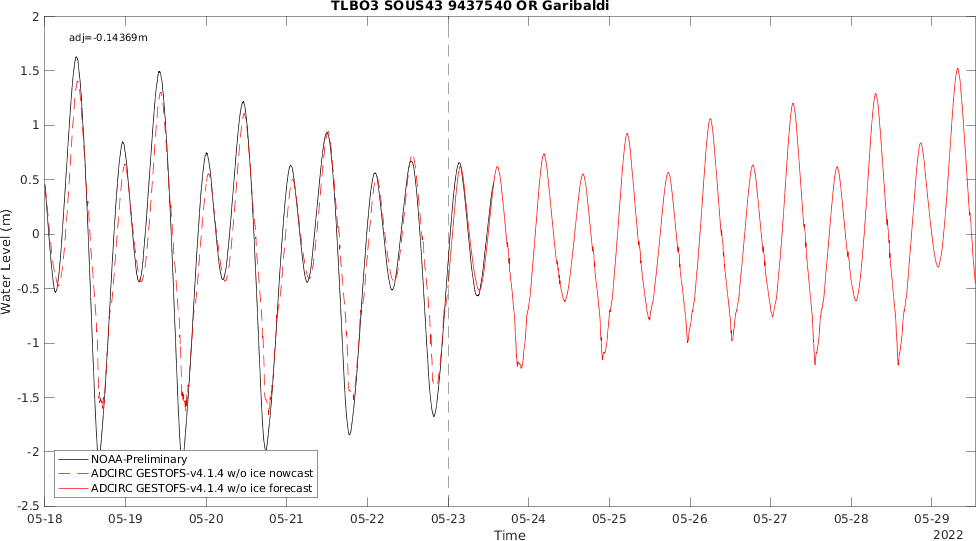 TLBO3 SOUS43 9437540 OR Garibaldi
adj=-0.14369m
2
1.5
1
0.5
0
-0.5
-1
-1.5
-2
-2.5
Water Level (m)
NOAA-Preliminary
ADCIRC GESTOFS-v4.1.4 w/o ice nowcast
ADCIRC GESTOFS-v4.1.4 w/o ice forecast
05-18 05-19 05-20 05-21 05-22 05-23 05-24 05-25 05-26 05-27 05-28 05-29
Time
2022